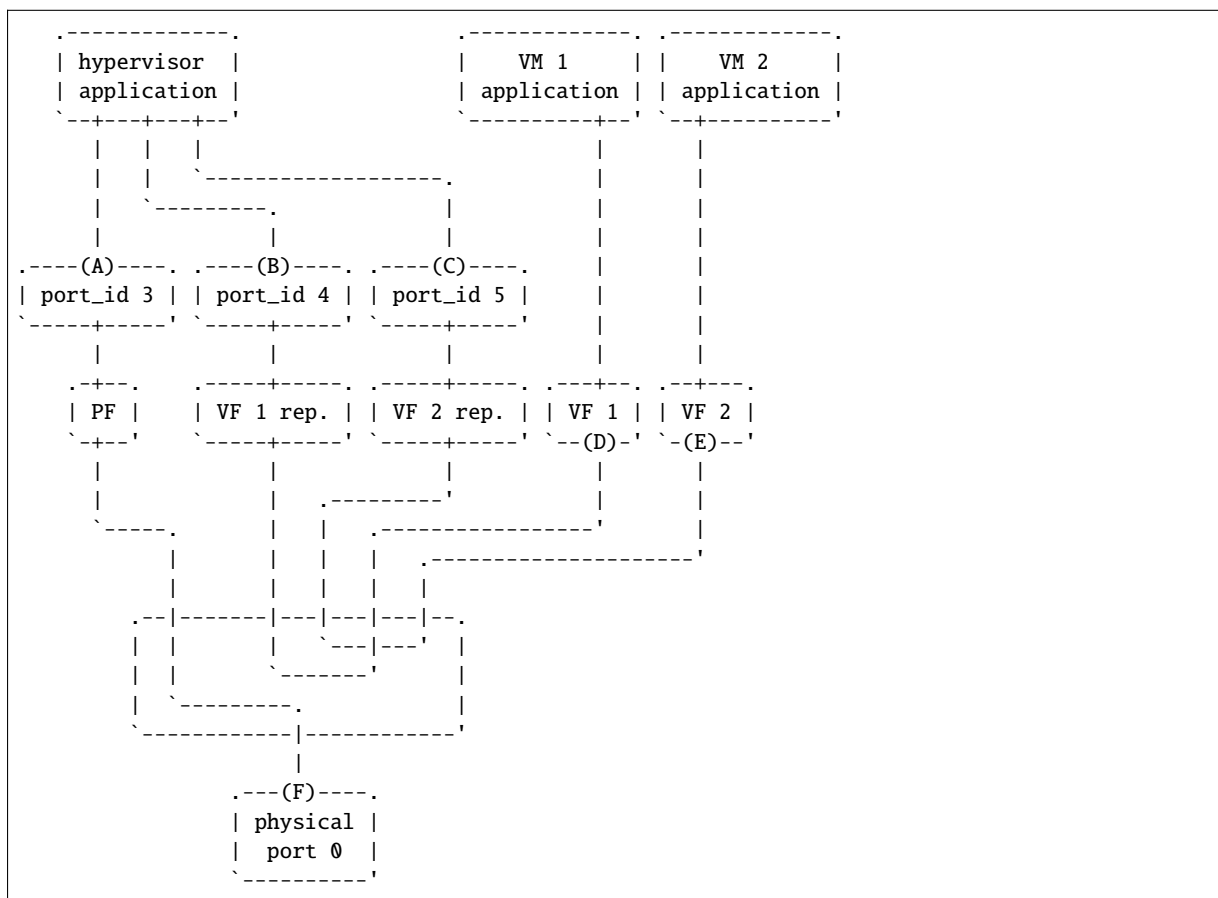 hypervisor VM 1 VM 2
application application application
(A) (B) (C)
port_id 3 port_id 4 port_id 5
PF VF 1 rep. VF 2 rep. VF 1 VF 2
(D) (E)
(F)
physical
port 0